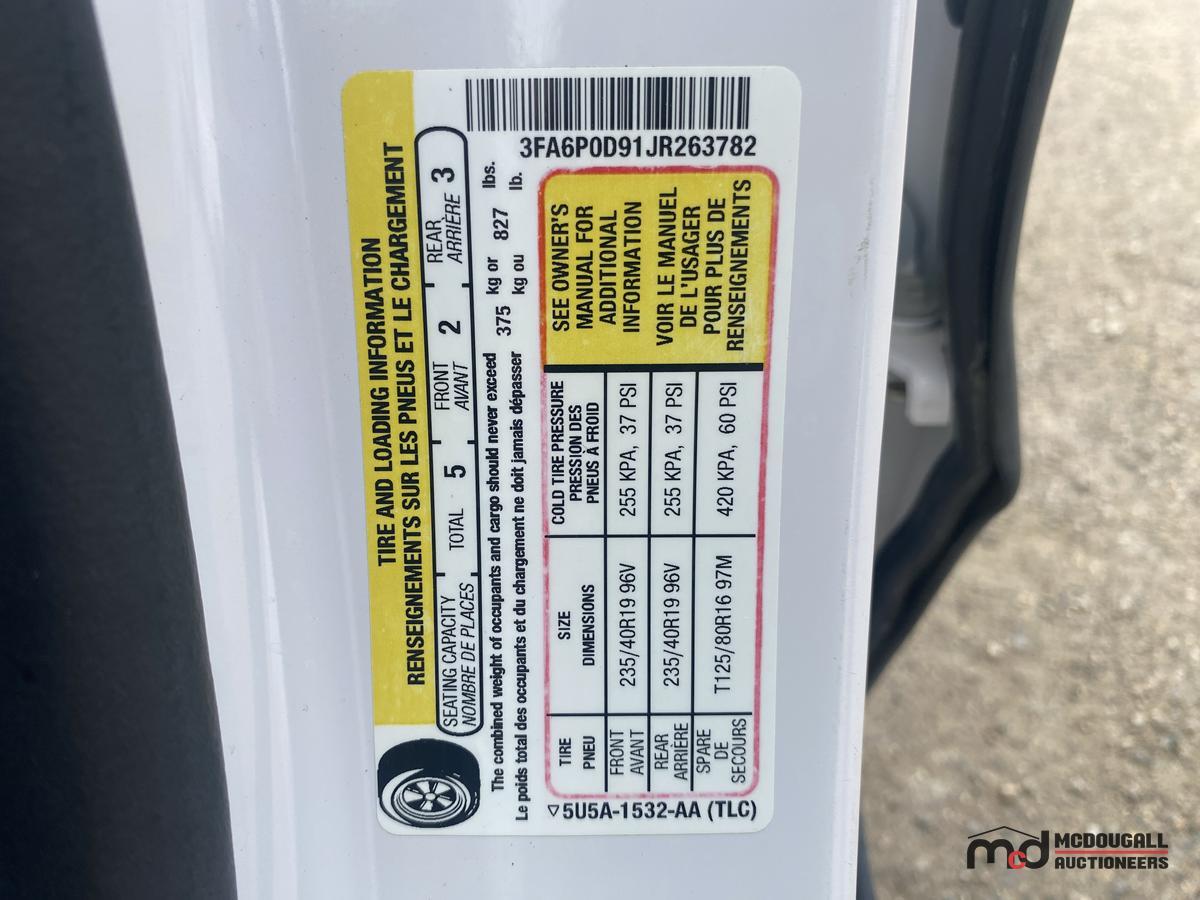 TIRE AND LOADING INFORMATION
RENSEIGNEMENTS SUR LES PNEUS ET LE CHARGEMENT
SEATING CAPACITY TOTAL 5 FRONT 2 REAR 3
NOMBRE DE PLACES AVANT ARRIÈRE
The combined weight of occupants and cargo should never exceed 375 kg or 827 lbs.
Le poids total des occupants et du chargement ne doit jamais dépasser kg ou lb.
3FA6P0D91JR263782
TIRE SIZE COLD TIRE PRESSURE
PNEU DIMENSIONS PRESSION DES
PNEUS À FROID
FRONT 235/40R19 96V 255 KPA, 37 PSI
AVANT
REAR 235/40R19 96V 255 KPA, 37 PSI
ARRIÈRE
SPARE T125/80R16 97M 420 KPA, 60 PSI
DE
SECOURS
SEE OWNER'S
MANUAL FOR
ADDITIONAL
INFORMATION
VOIR LE MANUEL
DE L'USAGER
POUR PLUS DE
RENSEIGNEMENTS
5U5A-1532-AA (TLC)
mcd MCDOUGALL
AUCTIONEERS